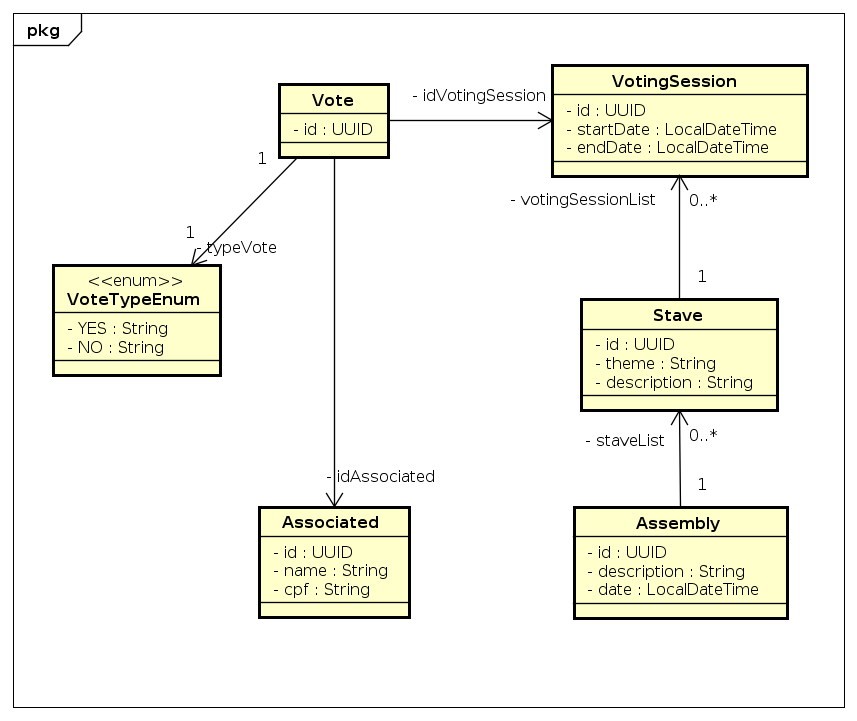 pkg
Vote
- id : UUID
- idVotingSession
VotingSession
- id : UUID
- startDate : LocalDateTime
- endDate : LocalDateTime
1
1
- typeVote
- votingSessionList
0..*
1
<<enum>>
VoteTypeEnum
- YES : String
- NO : String
Stave
- id : UUID
- theme : String
- description : String
- staveList
0..*
1
- idAssociated
Associated
- id : UUID
- name : String
- cpf : String
Assembly
- id : UUID
- description : String
- date : LocalDateTime